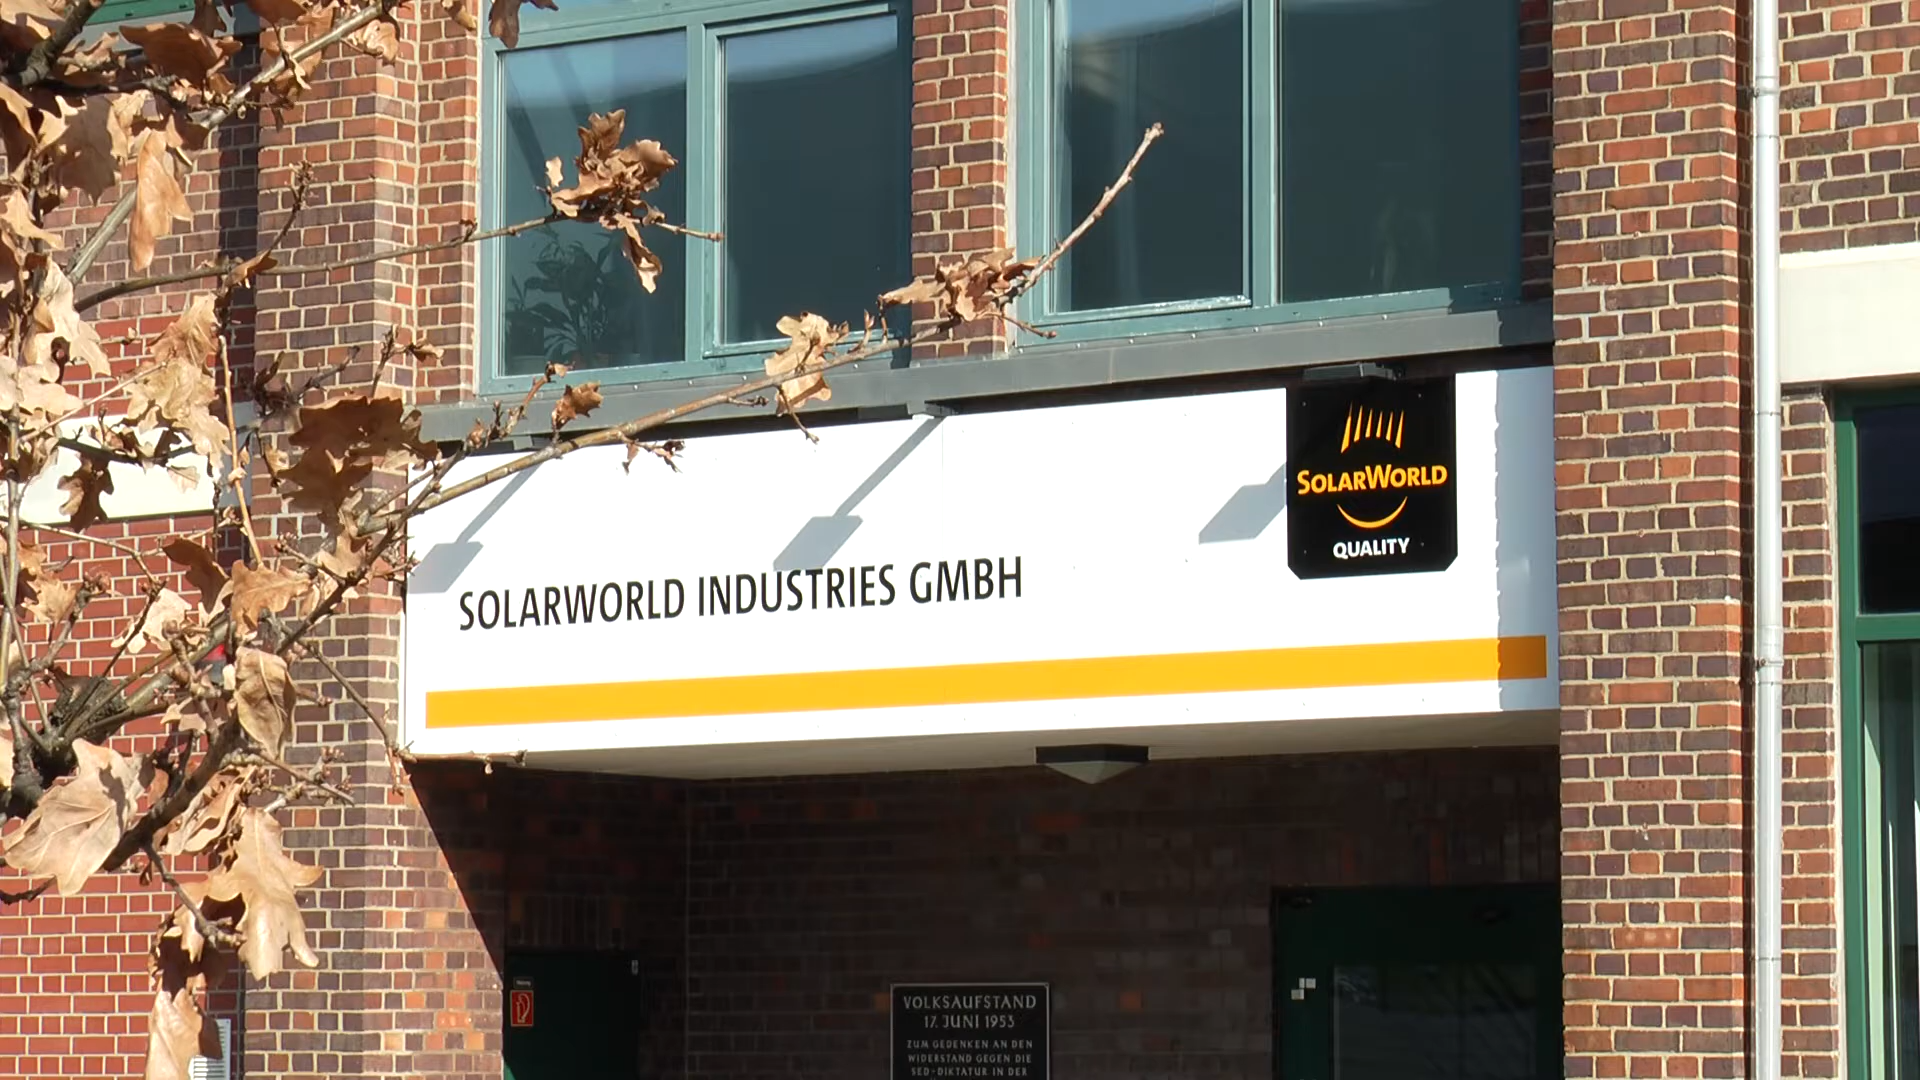 SOLARWORLD
QUALITY
SOLARWORLD INDUSTRIES GMBH
VOLKSAUFSTAND
17. JUNI 1953
ZUM GEDENKEN AN DEN
WIDERSTAND GEGEN DIE
SED-DIKTATUR IN DER